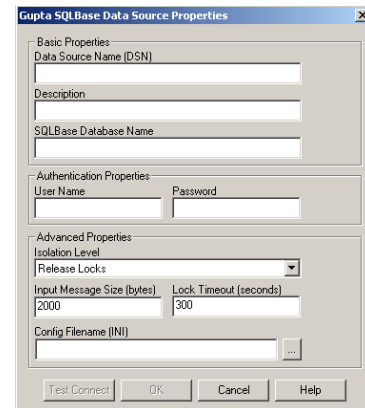 Gupta SQLBase Data Source Properties
Basic Properties
Data Source Name (DSN)
Description
SQLBase Database Name
Authentication Properties
User Name Password
Advanced Properties
Isolation Level
Release Locks
Input Message Size (bytes) Lock Timeout (seconds)
2000 300
Config Filename (INI)
...
Test Connect OK Cancel Help